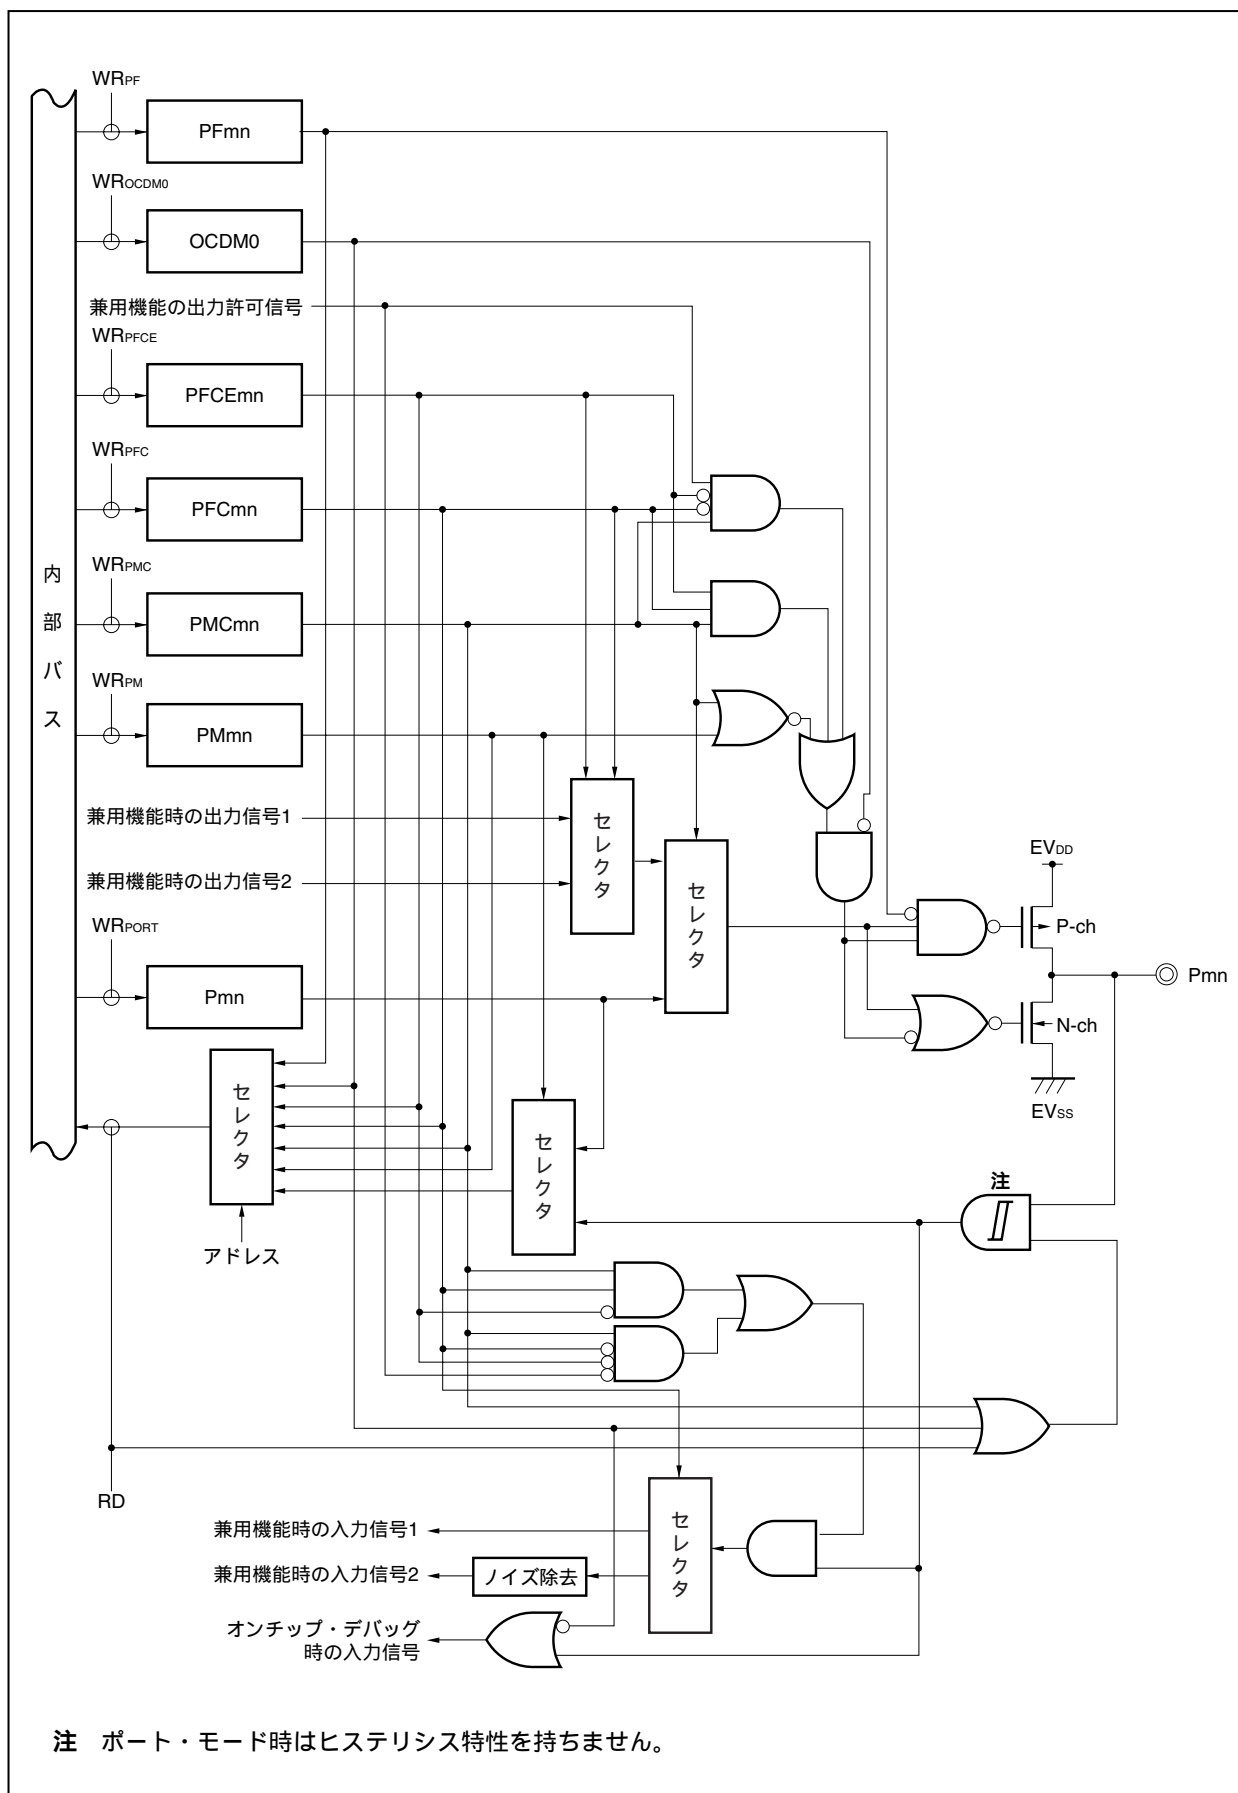 WRPF
PFmn
WROCDM0
OCDM0
兼用機能の出力許可信号
WRPFCE
PFCEmn
WRPFC
PFCmn
内部バス
WRPMC
PMCmn
WRPM
PMmn
兼用機能時の出力信号1
セレクタ
兼用機能時の出力信号2
セレクタ
EVDD
P-ch
WRPORT
Pmn
Pmn
N-ch
EVSS
セレクタ
セレクタ
注
アドレス
RD
兼用機能時の入力信号1
セレクタ
兼用機能時の入力信号2
ノイズ除去
オンチップ・デバッグ
時の入力信号
注 ポート・モード時はヒステリシス特性を持ちません。